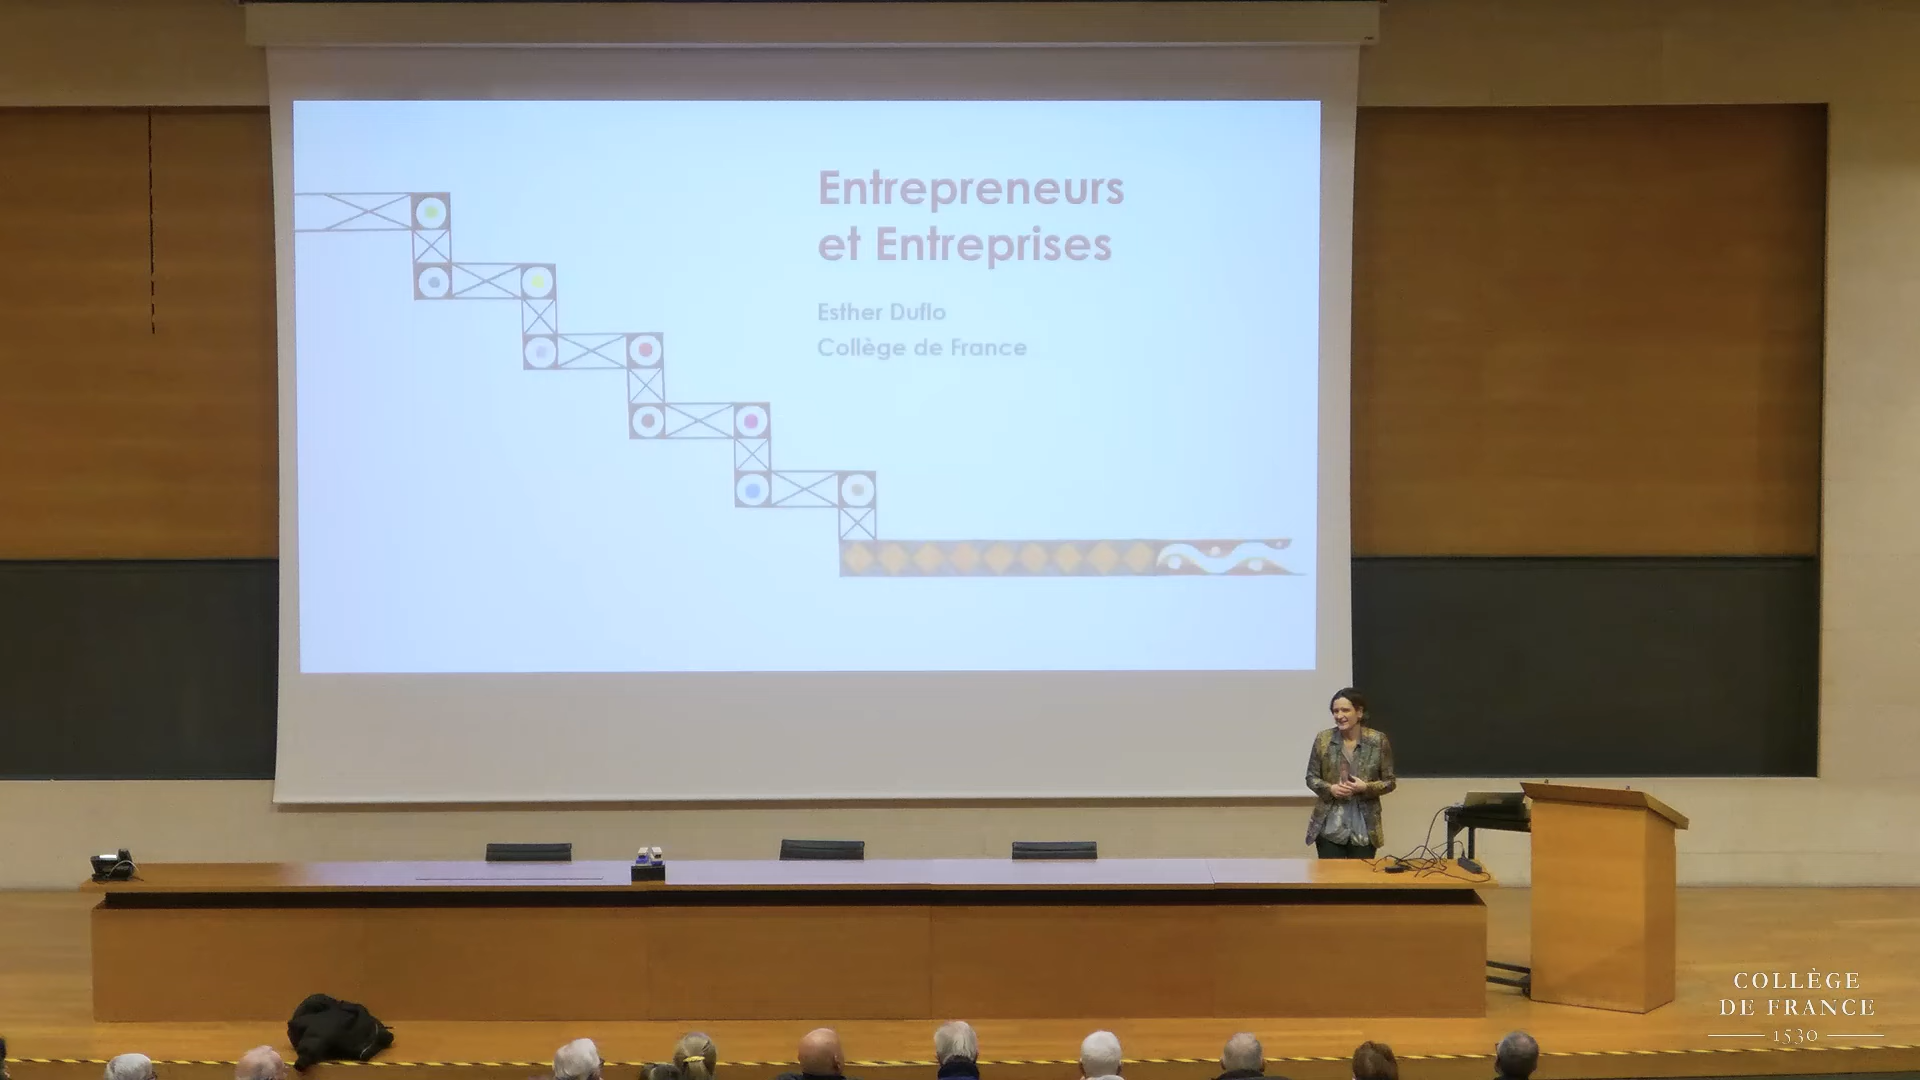 Entrepreneurs
et Entreprises
Esther Duflo
Collège de France
COLLÈGE
DE FRANCE
1530